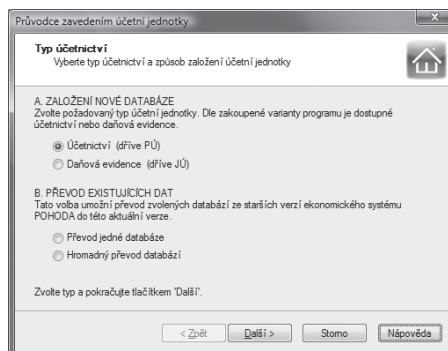 Průvodce zavedením účetní jednotky
Typ účetnictví
Vyberte typ účetnictví a způsob založení účetní jednotky
A. ZALOŽENÍ NOVÉ DATABÁZE
Zvolte požadovaný typ účetní jednotky. Dle zakoupené varianty programu je dostupné
účetnictví nebo daňová evidence.
Účetnictví (dříve PÚ)
Daňová evidence (dříve JÚ)
B. PŘEVOD EXISTUJÍCÍCH DAT
Tato volba umožní převod zvolených databází ze starších verzí ekonomického systému
POHODA do této aktuální verze.
Převod jedné databáze
Hromadný převod databází
Zvolte typ a pokračujte tlačítkem 'Další'.
< Zpět Další > Storno Nápověda